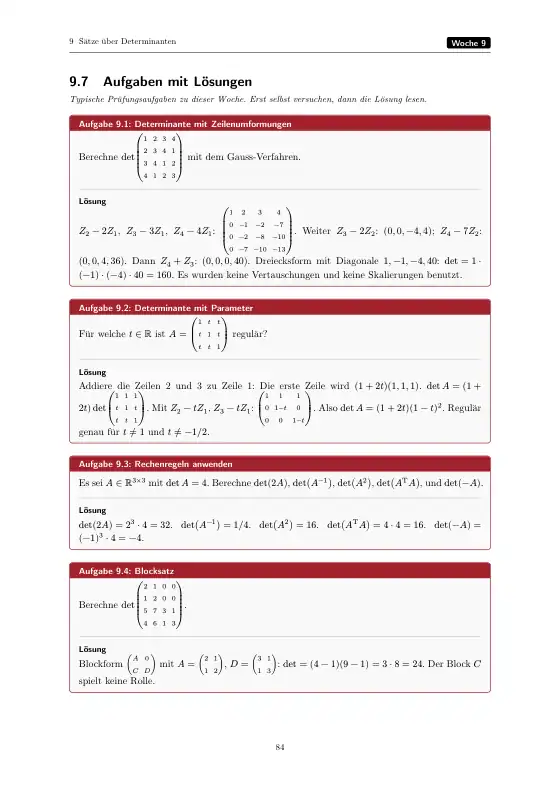 9 Sätze über Determinanten
Woche 9
9.7 Aufgaben mit Lösungen
Typische Prüfungsaufgaben zu dieser Woche. Erst selbst versuchen, dann die Lösung lesen.
Aufgabe 9.1: Determinante mit Zeilenumformungen
1 2 3 4
2 3 4 1
Berechne det mit dem Gauss-Verfahren.
3 4 1 2
4 1 2 3
Lösung
1 2 3 4
0 −1 −2 −7
Z₂ − 2Z₁, Z₃ − 3Z₁, Z₄ − 4Z₁: . Weiter Z₃ − 2Z₂: (0, 0, −4, 4); Z₄ − 7Z₂:
0 −2 −8 −10
0 −7 −10 −13
(0, 0, 4, 36). Dann Z₄ + Z₃: (0, 0, 0, 40). Dreiecksform mit Diagonale 1, −1, −4, 40: det = 1 ·
(−1) · (−4) · 40 = 160. Es wurden keine Vertauschungen und keine Skalierungen benutzt.
Aufgabe 9.2: Determinante mit Parameter
1 t t
Für welche t ∈ ℝ ist A = ( t 1 t ) regulär?
t t 1
Lösung
Addiere die Zeilen 2 und 3 zu Zeile 1: Die erste Zeile wird (1 + 2t)(1, 1, 1). det A = (1 +
1 1 1 1 1 1
2t) det ( t 1 t ). Mit Z₂ − tZ₁, Z₃ − tZ₁: ( 0 1−t 0 ). Also det A = (1 + 2t)(1 − t)². Regulär
t t 1 0 0 1−t
genau für t ≠ 1 und t ≠ −1/2.
Aufgabe 9.3: Rechenregeln anwenden
Es sei A ∈ ℝ³ˣ³ mit det A = 4. Berechne det(2A), det(A⁻¹), det(A²), det(AᵀA), und det(−A).
Lösung
det(2A) = 2³ · 4 = 32. det(A⁻¹) = 1/4. det(A²) = 16. det(AᵀA) = 4 · 4 = 16. det(−A) =
(−1)³ · 4 = −4.
Aufgabe 9.4: Blocksatz
2 1 0 0
1 2 0 0
Berechne det .
5 7 3 1
4 6 1 3
Lösung
Blockform (A 0; C D) mit A = (2 1; 1 2), D = (3 1; 1 3): det = (4 − 1)(9 − 1) = 3 · 8 = 24. Der Block C
spielt keine Rolle.
84